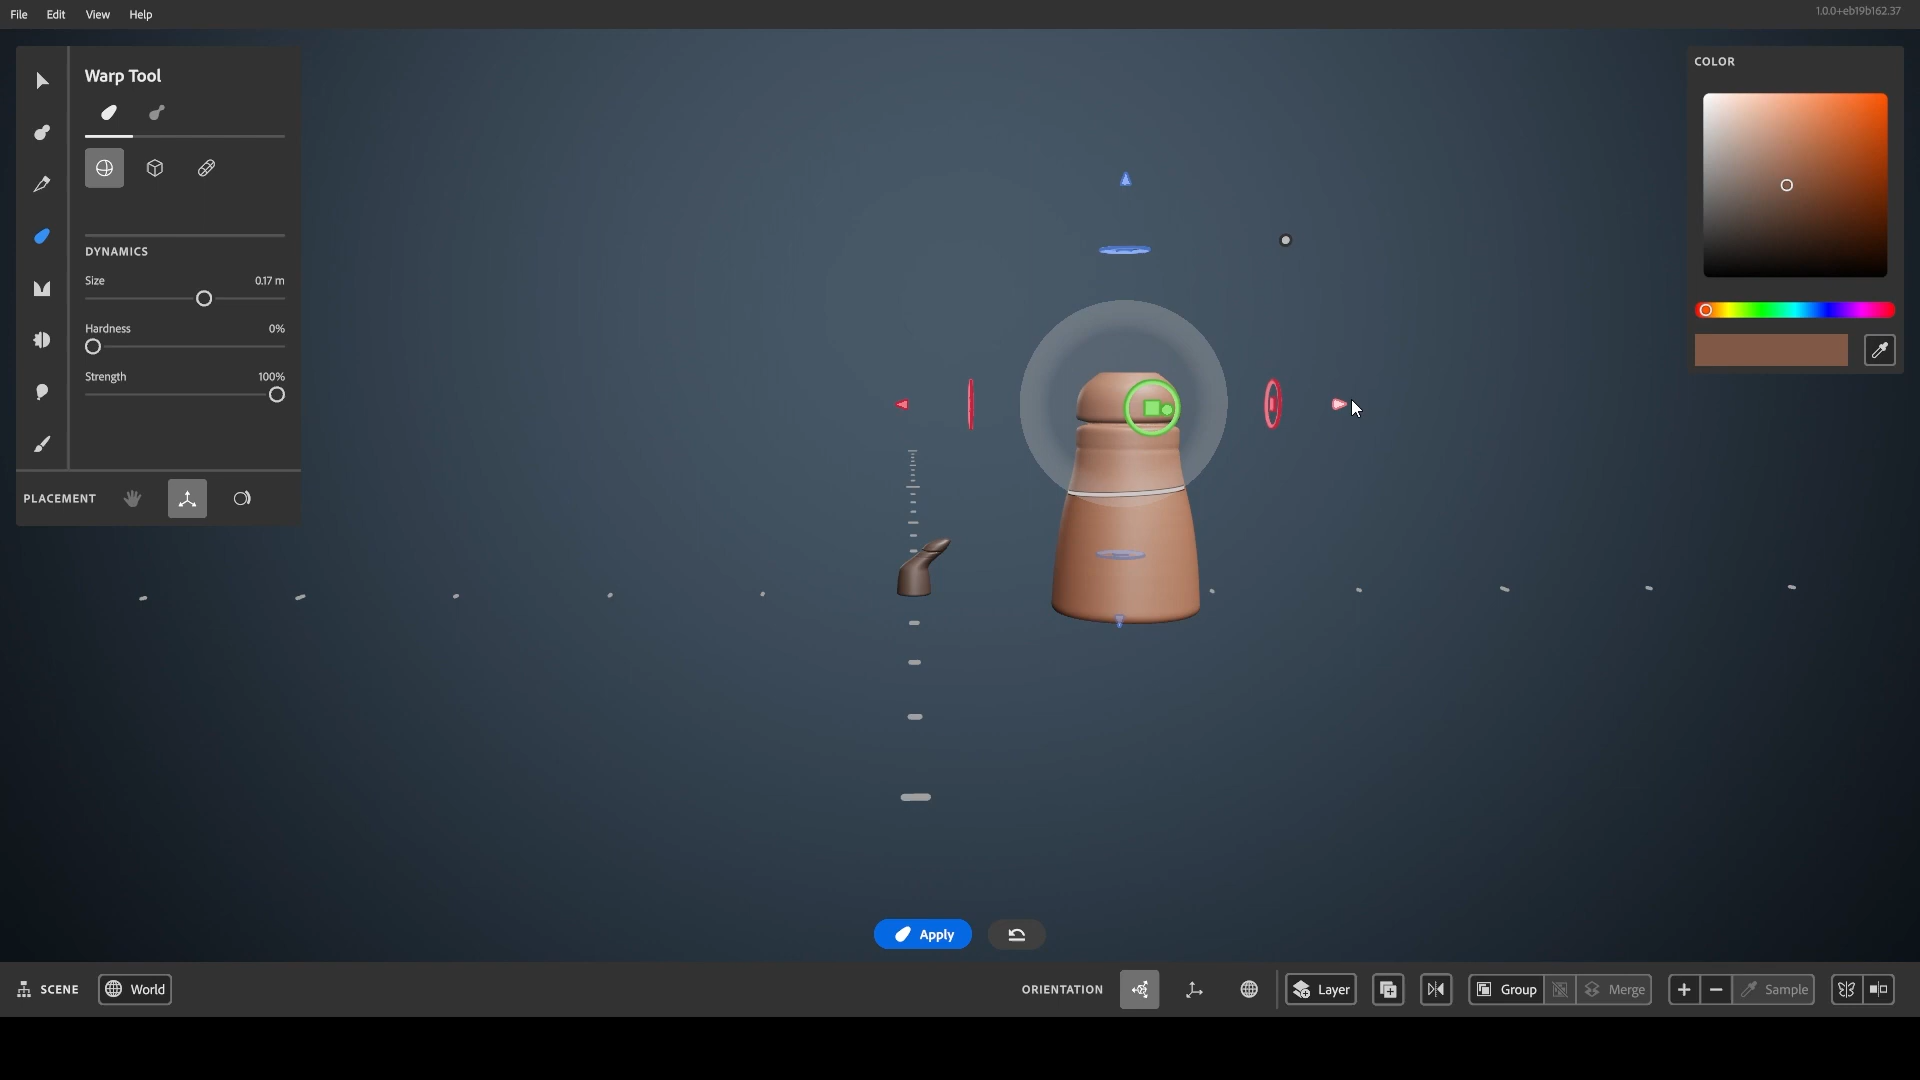 File Edit View Help
1.0.0+eb19b162.37
Warp Tool
DYNAMICS
Size 0.17 m
Hardness 0%
Strength 100%
PLACEMENT
COLOR
Apply
SCENE World
ORIENTATION
Layer
Group
Merge
Sample